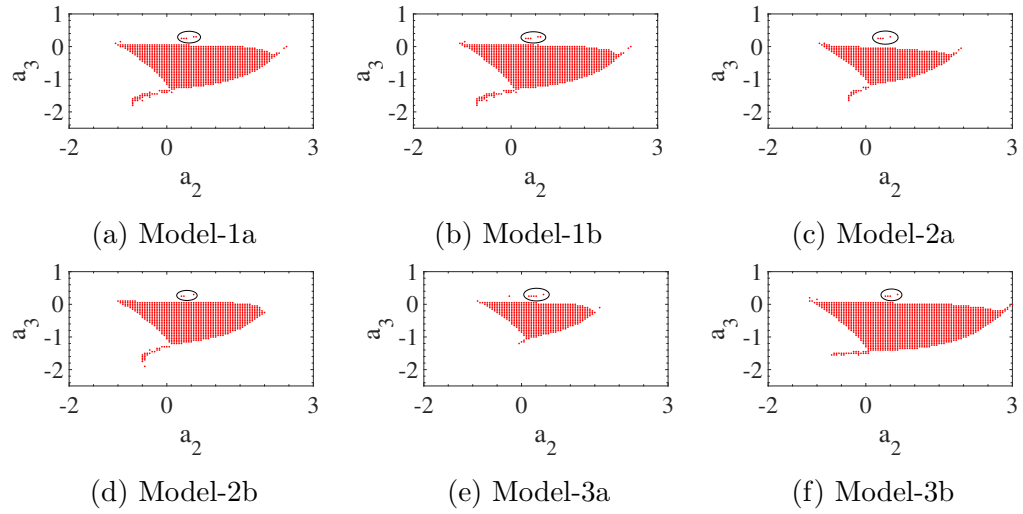 1
0
-1
-2
a3
-2 0 3
a2
(a) Model-1a
1
0
-1
-2
a3
-2 0 3
a2
(b) Model-1b
1
0
-1
-2
a3
-2 0 3
a2
(c) Model-2a
1
0
-1
-2
a3
-2 0 3
a2
(d) Model-2b
1
0
-1
-2
a3
-2 0 3
a2
(e) Model-3a
1
0
-1
-2
a3
-2 0 3
a2
(f) Model-3b